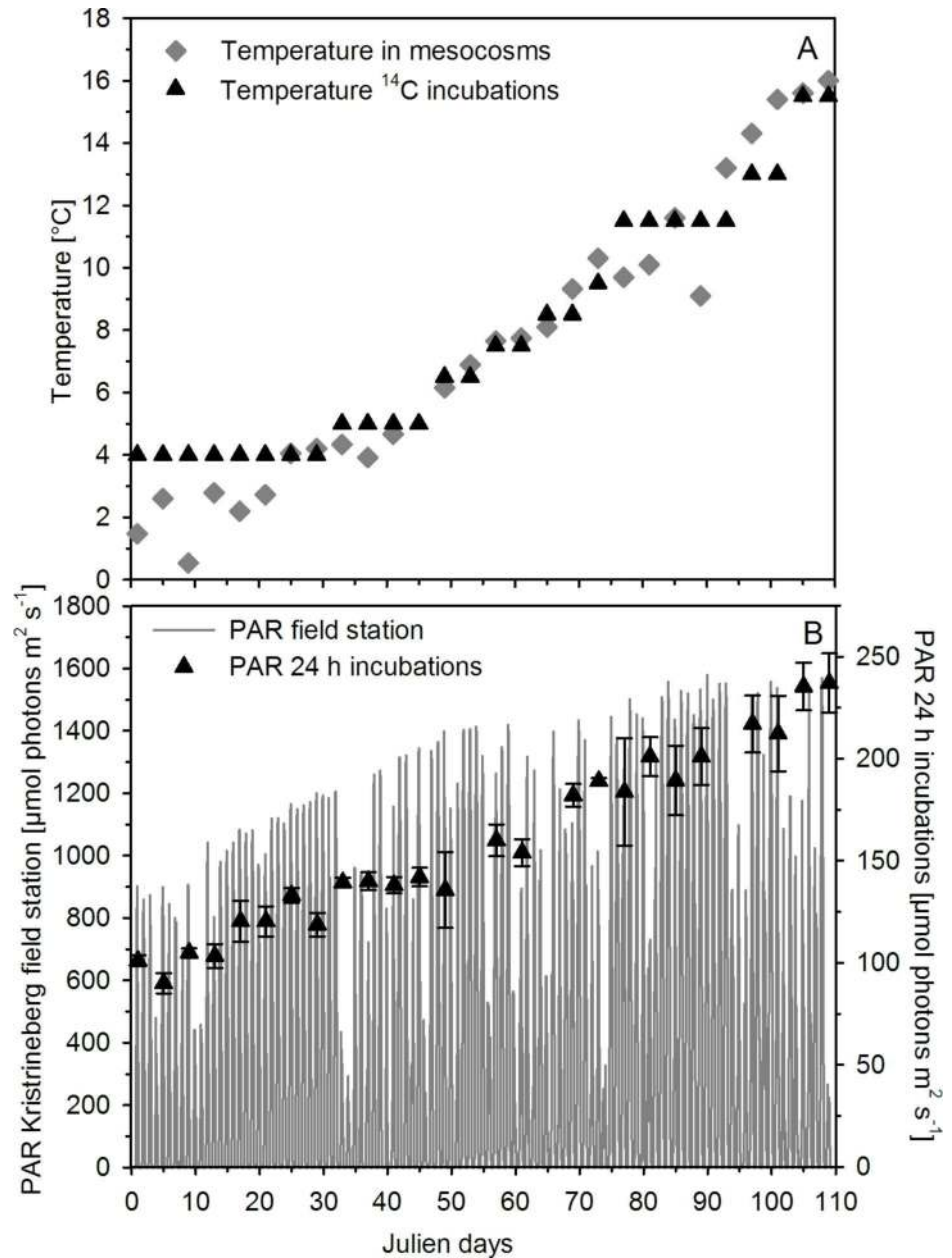 18
16
14
12
10
8
6
4
2
0
Temperature [°C]
Temperature in mesocosms
Temperature ¹⁴C incubations
A
1800
1600
1400
1200
1000
800
600
400
200
0
PAR Kristrineberg field station [µmol photons m² s⁻¹]
PAR field station
PAR 24 h incubations
B
250
200
150
100
50
0
PAR 24 h incubations [µmol photons m² s⁻¹]
0 10 20 30 40 50 60 70 80 90 100 110
Julien days